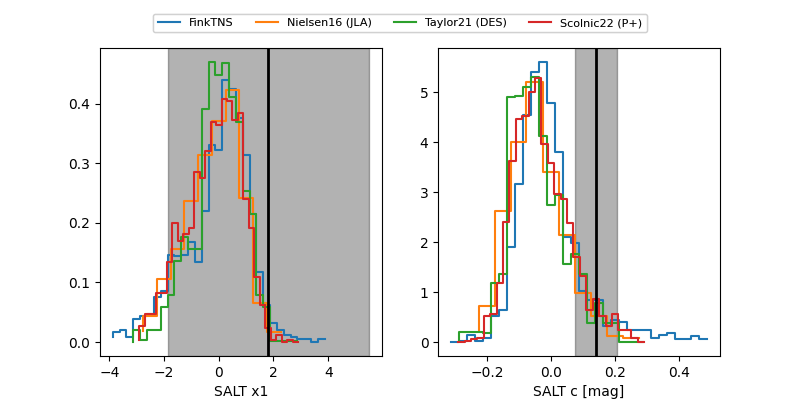 FinkTNS Nielsen16 (JLA) Taylor21 (DES) Scolnic22 (P+)
0.4
0.3
0.2
0.1
0.0
−4 −2 0 2 4
SALT x1
5
4
3
2
1
0
−0.2 0.0 0.2 0.4
SALT c [mag]